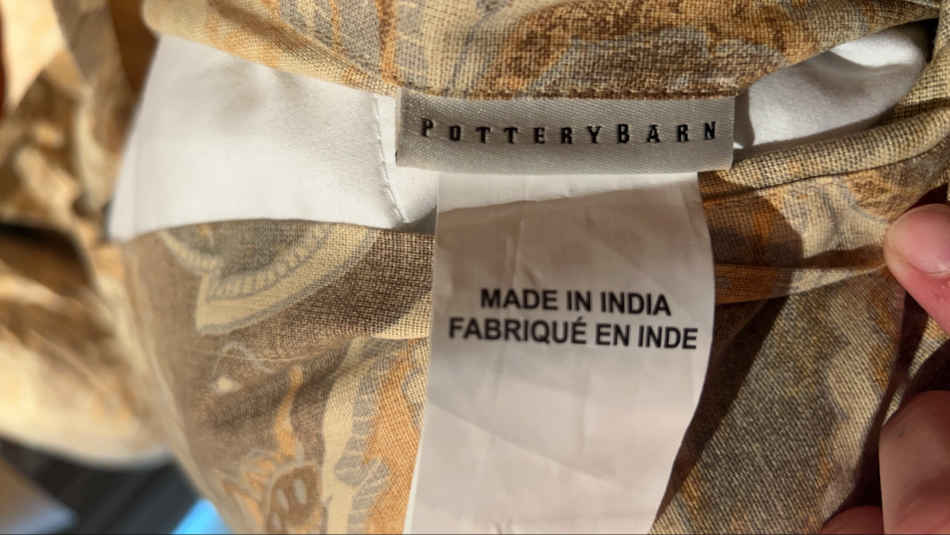 POTTERYBARN
MADE IN INDIA
FABRIQUÉ EN INDE